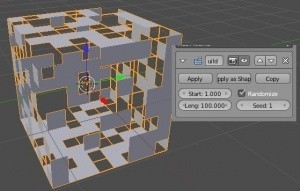 uild
Apply
pply as Shap
Copy
Start: 1.000
Randomize
Leng: 100.000
Seed: 1